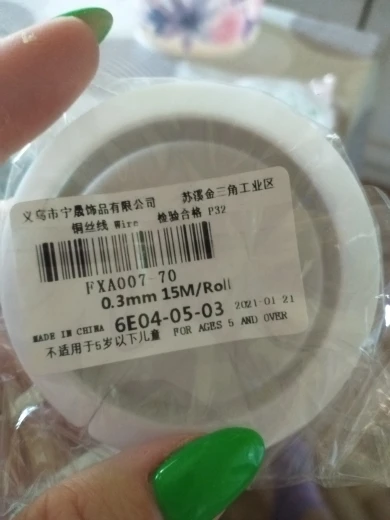 义乌市宁晨饰品有限公司 苏溪金三角工业区
铜丝线 Wire 检验合格 P32
FXA007-70
0.3mm 15M/Roll
6E04-05-03 2021-01-21
MADE IN CHINA FOR AGES 5 AND OVER
不适用于5岁以下儿童